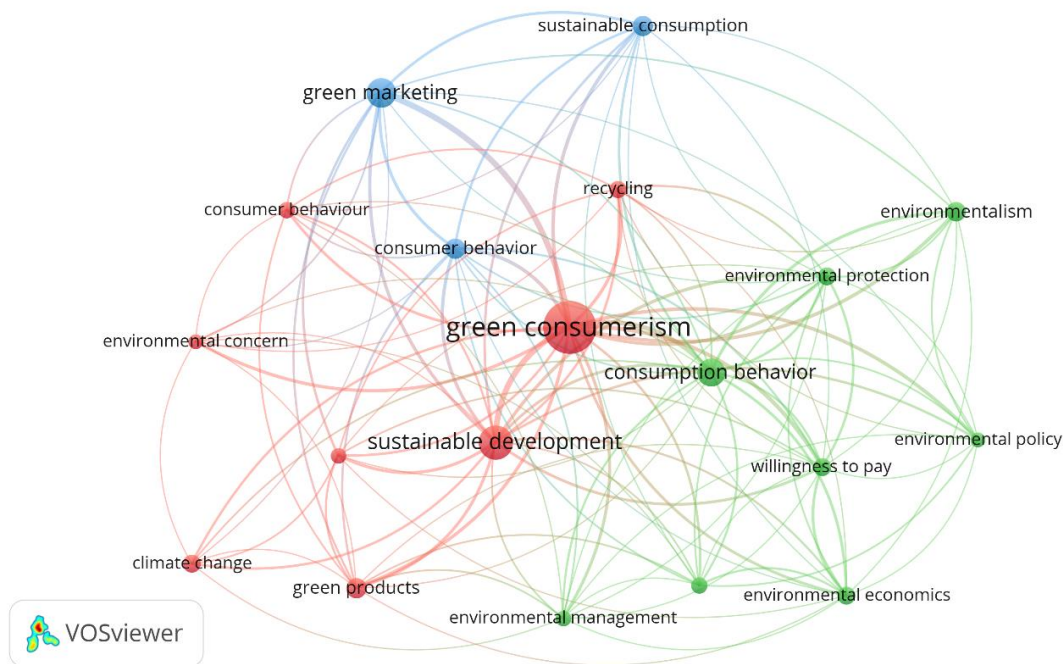 sustainable consumption
green marketing
recycling
consumer behaviour
environmentalism
consumer behavior
environmental protection
green consumerism
environmental concern
consumption behavior
sustainable development
environmental policy
willingness to pay
climate change
green products
environmental economics
environmental management
VOSviewer